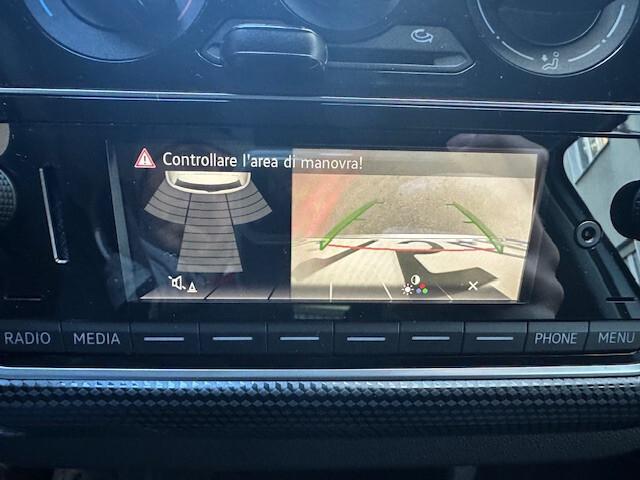 Controllare l'area di manovra!
RADIO
MEDIA
PHONE
MENU